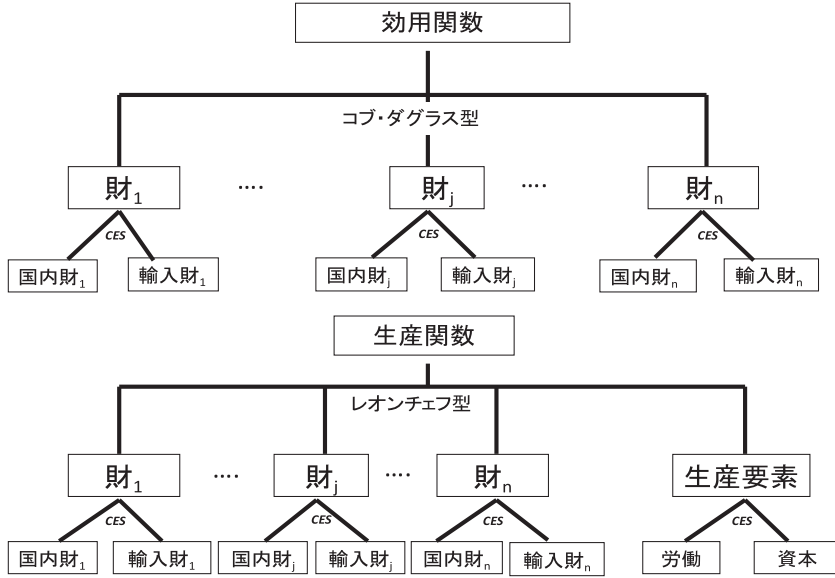 効用関数
コブ・ダグラス型
財1 ‥‥ 財j ‥‥ 財n
CES CES CES
国内財1 輸入財1 国内財j 輸入財j 国内財n 輸入財n
生産関数
レオンチェフ型
財1 ‥‥ 財j ‥‥ 財n 生産要素
CES CES CES CES
国内財1 輸入財1 国内財j 輸入財j 国内財n 輸入財n 労働 資本